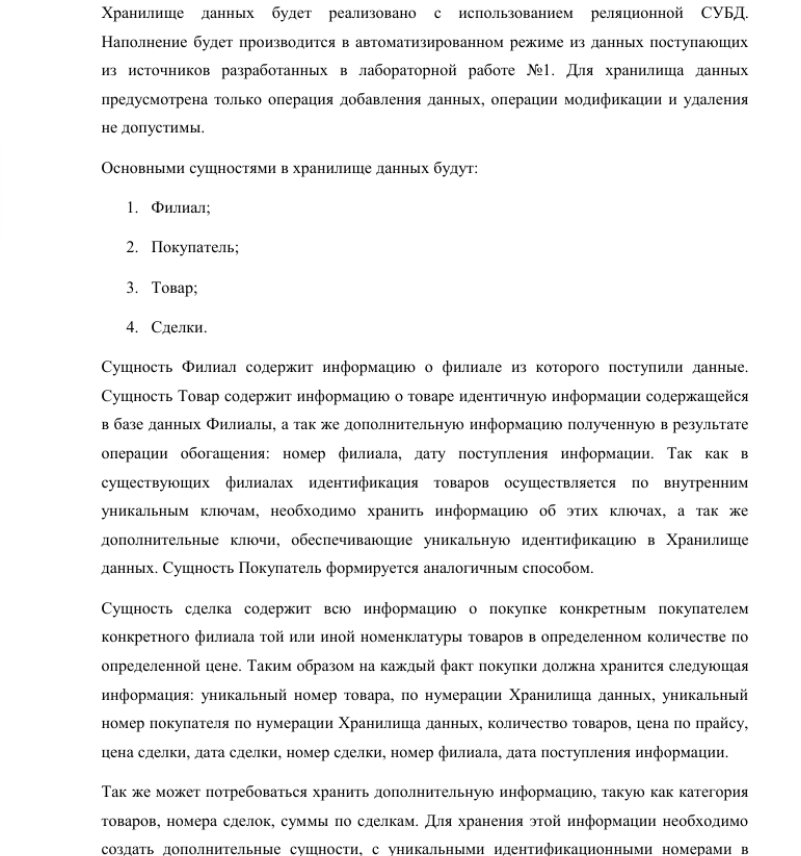 Хранилище данных будет реализовано с использованием реляционной СУБД.
Наполнение будет производится в автоматизированном режиме из данных поступающих
из источников разработанных в лабораторной работе №1. Для хранилища данных
предусмотрена только операция добавления данных, операции модификации и удаления
не допустимы.
Основными сущностями в хранилище данных будут:
1. Филиал;
2. Покупатель;
3. Товар;
4. Сделки.
Сущность Филиал содержит информацию о филиале из которого поступили данные.
Сущность Товар содержит информацию о товаре идентичную информации содержащейся
в базе данных Филиалы, а так же дополнительную информацию полученную в результате
операции обогащения: номер филиала, дату поступления информации. Так как в
существующих филиалах идентификация товаров осуществляется по внутренним
уникальным ключам, необходимо хранить информацию об этих ключах, а так же
дополнительные ключи, обеспечивающие уникальную идентификацию в Хранилище
данных. Сущность Покупатель формируется аналогичным способом.
Сущность сделка содержит всю информацию о покупке конкретным покупателем
конкретного филиала той или иной номенклатуры товаров в определенном количестве по
определенной цене. Таким образом на каждый факт покупки должна хранится следующая
информация: уникальный номер товара, по нумерации Хранилища данных, уникальный
номер покупателя по нумерации Хранилища данных, количество товаров, цена по прайсу,
цена сделки, дата сделки, номер сделки, номер филиала, дата поступления информации.
Так же может потребоваться хранить дополнительную информацию, такую как категория
товаров, номера сделок, суммы по сделкам. Для хранения этой информации необходимо
создать дополнительные сущности, с уникальными идентификационными номерами в